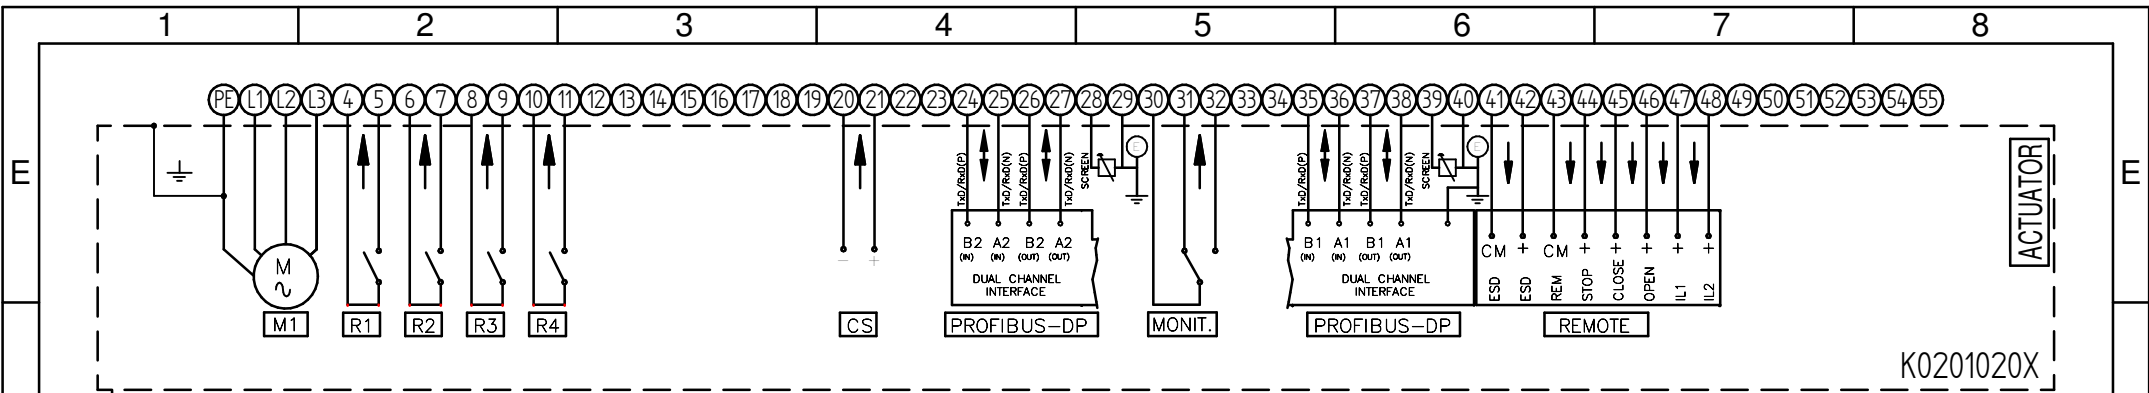 1 2 3 4 5 6 7 8
PE L1 L2 L3 4 5 6 7 8 9 10 11 12 13 14 15 16 17 18 19 20 21 22 23 24 25 26 27 28 29 30 31 32 33 34 35 36 37 38 39 40 41 42 43 44 45 46 47 48 49 50 51 52 53 54 55
E E
ACTUATOR
TxD/RxD(P) TxD/RxD(N) TxD/RxD(P) TxD/RxD(N) SCREEN E
TxD/RxD(P) TxD/RxD(N) TxD/RxD(P) TxD/RxD(N) SCREEN E
M
∿
− +
B2 A2 B2 A2
(IN) (IN) (OUT) (OUT)
DUAL CHANNEL
INTERFACE
B1 A1 B1 A1
(IN) (IN) (OUT) (OUT)
DUAL CHANNEL
INTERFACE
CM + CM + + + + +
ESD ESD REM STOP CLOSE OPEN IL1 IL2
M1 R1 R2 R3 R4 CS PROFIBUS-DP MONIT. PROFIBUS-DP REMOTE
K0201020X